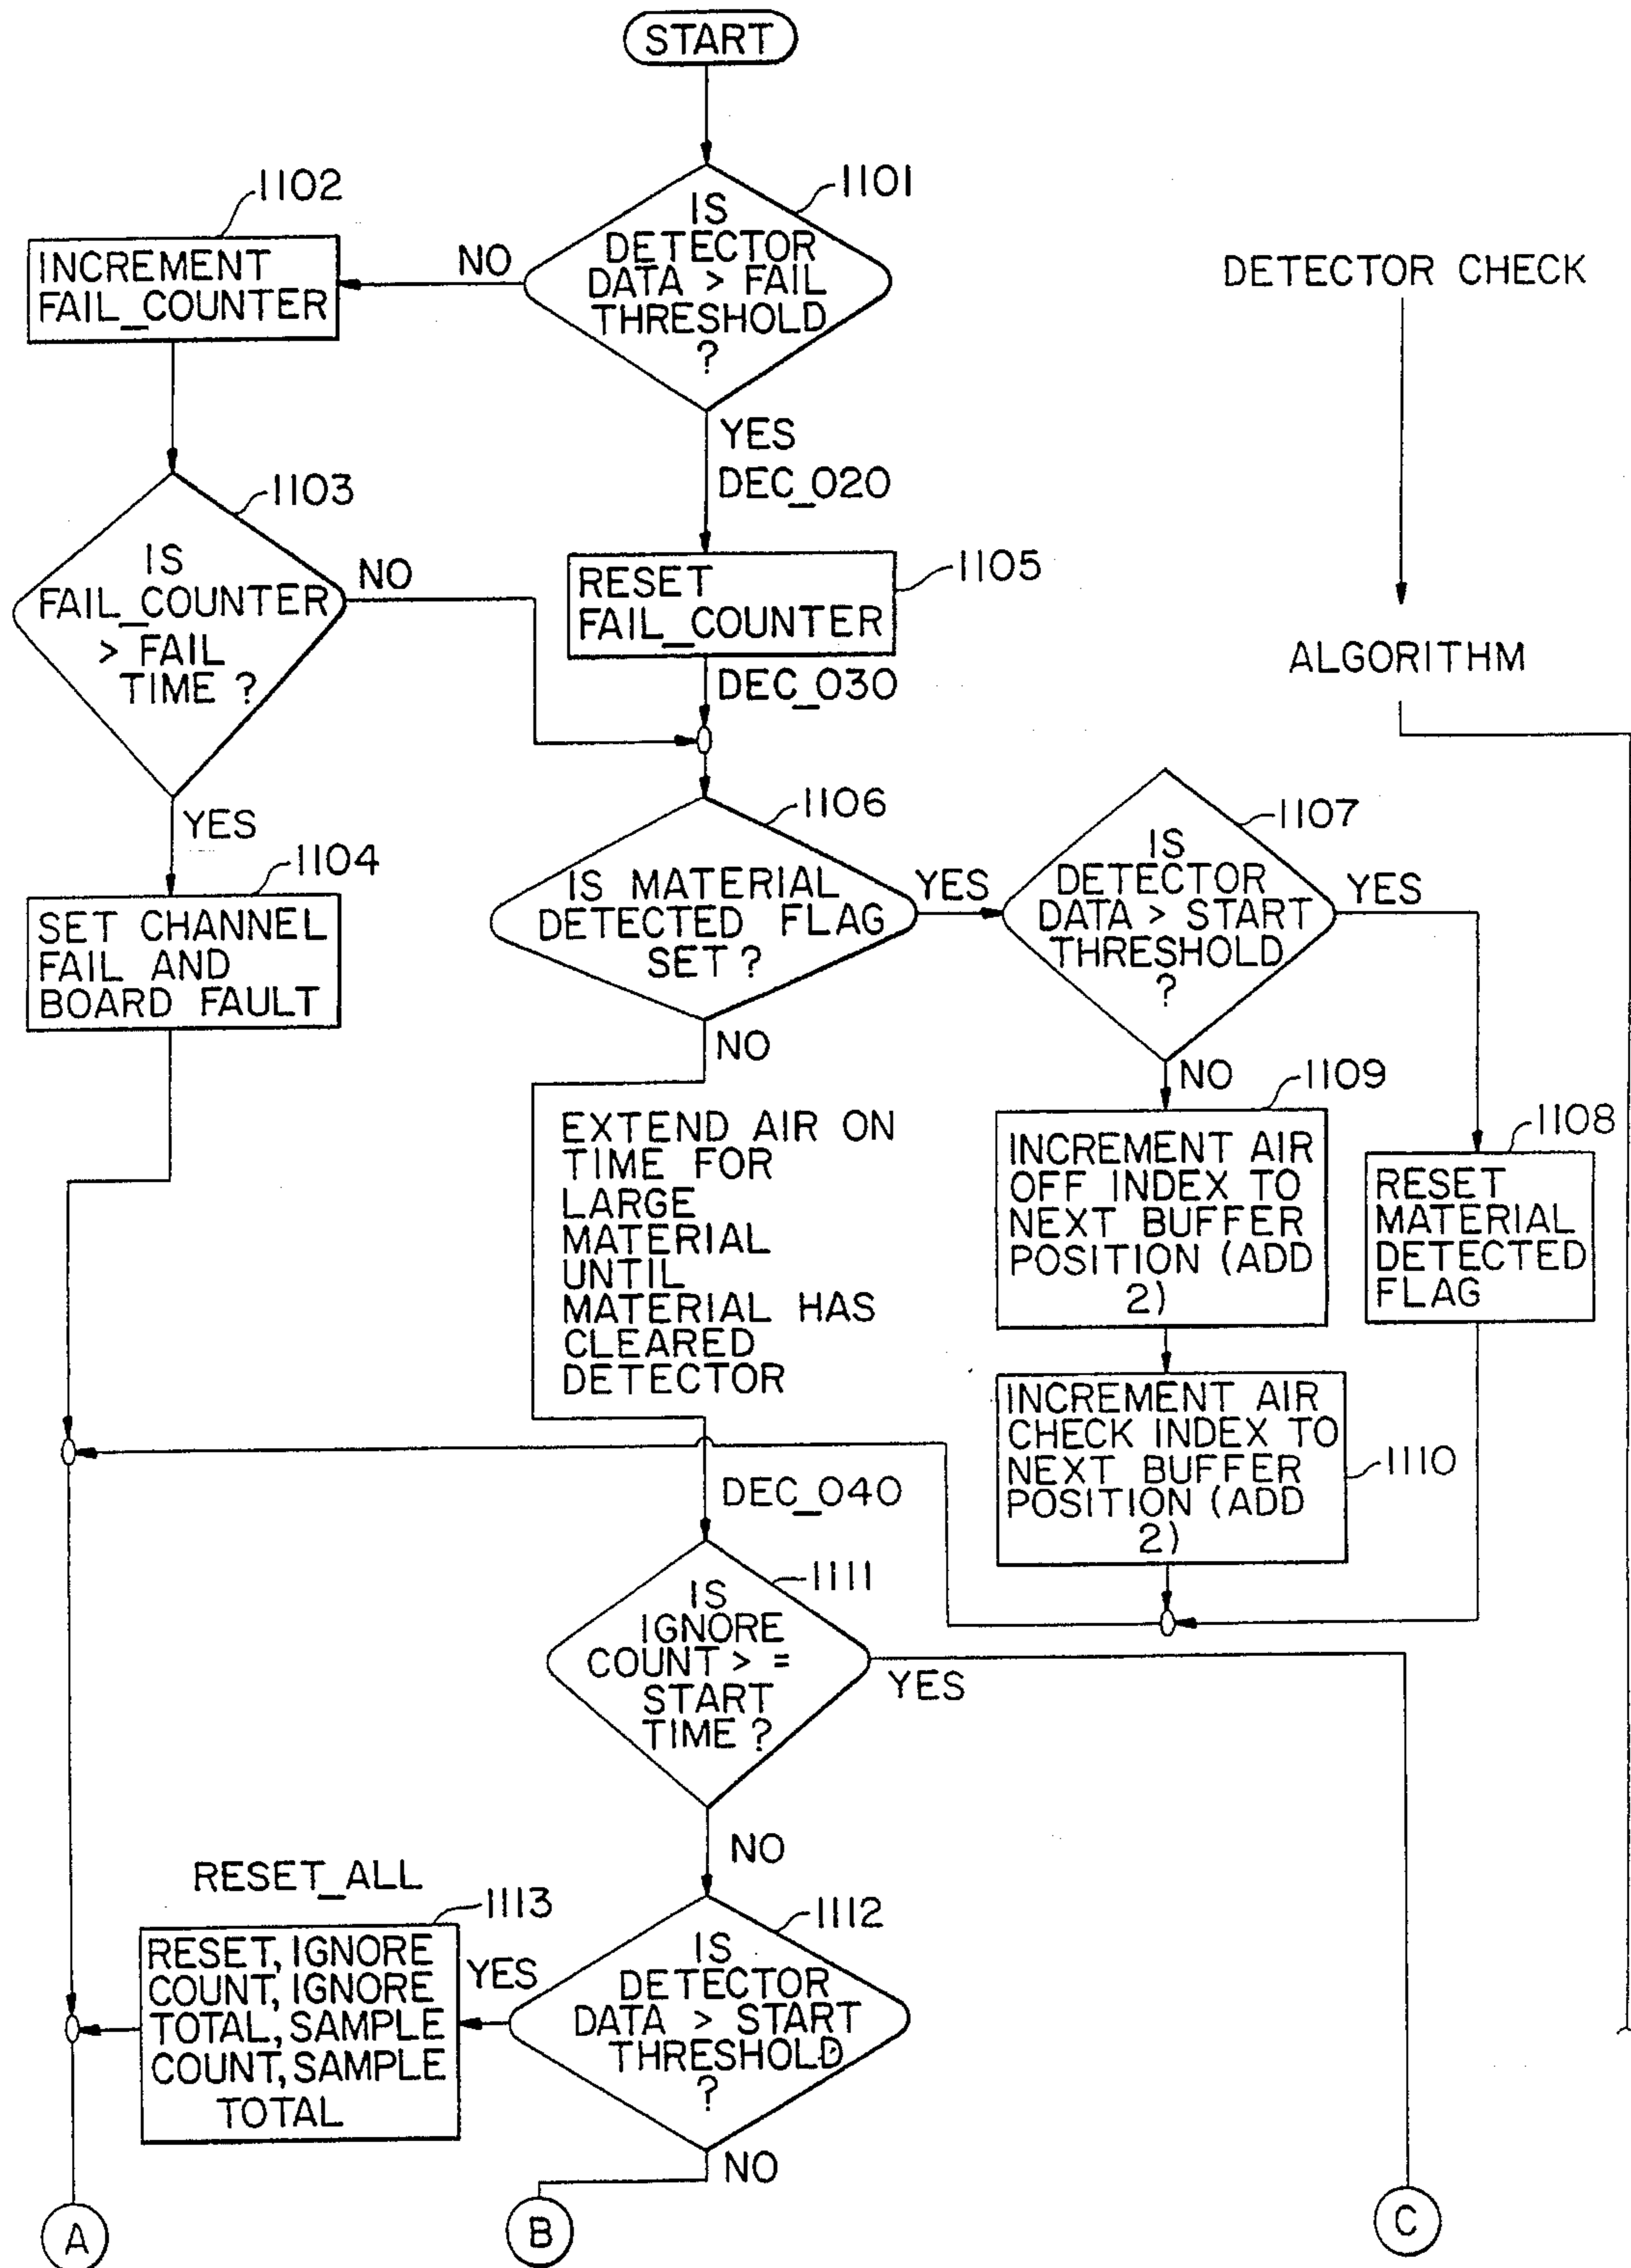 START
1101
IS
DETECTOR
DATA > FAIL
THRESHOLD
?
NO
1102
INCREMENT
FAIL_COUNTER
DETECTOR CHECK
YES
DEC_020
1103
IS
FAIL_COUNTER
> FAIL
TIME ?
NO
1105
RESET
FAIL_COUNTER
DEC_030
ALGORITHM
YES
1104
SET CHANNEL
FAIL AND
BOARD FAULT
1106
IS MATERIAL
DETECTED FLAG
SET ?
YES
1107
IS
DETECTOR
DATA > START
THRESHOLD
?
YES
NO
NO
EXTEND AIR ON
TIME FOR
LARGE
MATERIAL
UNTIL
MATERIAL HAS
CLEARED
DETECTOR
1109
INCREMENT AIR
OFF INDEX TO
NEXT BUFFER
POSITION (ADD
2)
1108
RESET
MATERIAL
DETECTED
FLAG
INCREMENT AIR
CHECK INDEX TO
NEXT BUFFER
POSITION (ADD
2)
1110
DEC_040
1111
IS
IGNORE
COUNT > =
START
TIME ?
YES
NO
RESET_ALL
1113
RESET, IGNORE
COUNT, IGNORE
TOTAL, SAMPLE
COUNT, SAMPLE
TOTAL
YES
1112
IS
DETECTOR
DATA > START
THRESHOLD
?
NO
A
B
C